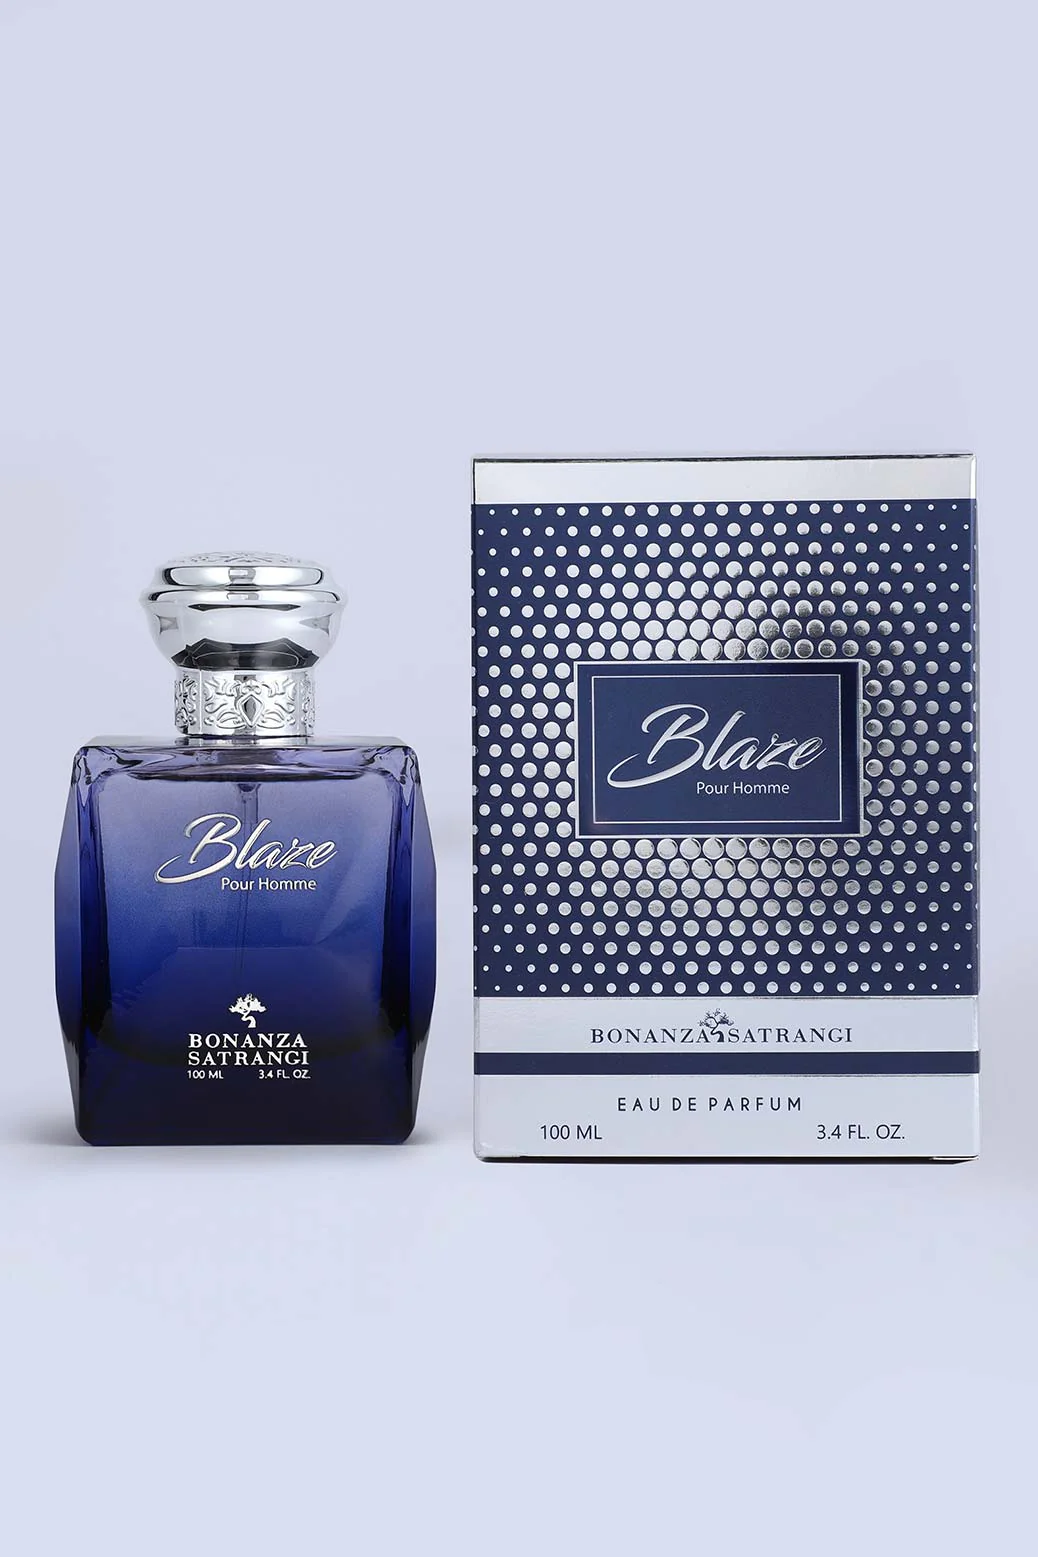 Blaze
Pour Homme
BONANZA
SATRANGI
100 ML 3.4 FL. OZ.
Blaze
Pour Homme
BONANZA SATRANGI
EAU DE PARFUM
100 ML 3.4 FL. OZ.